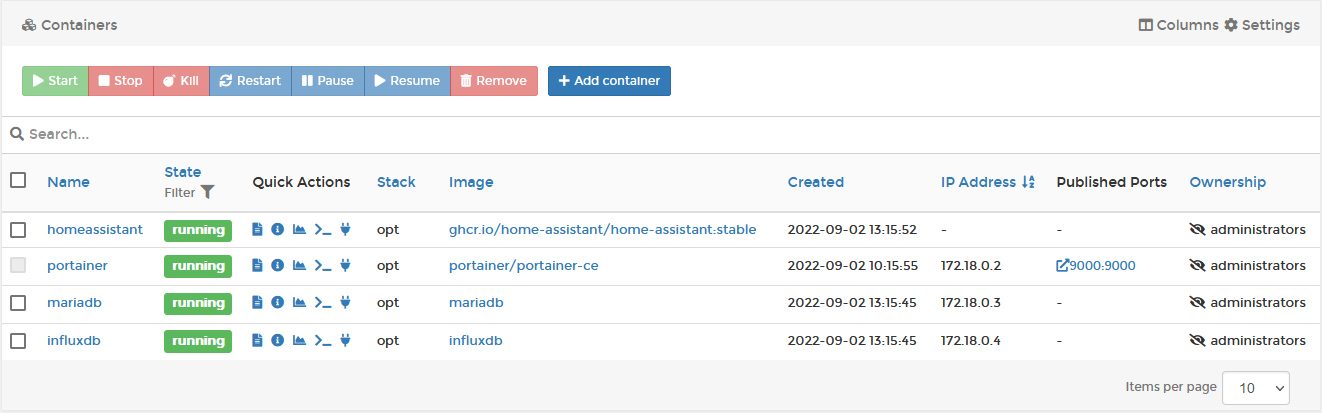 Containers Columns Settings
Start Stop Kill Restart Pause Resume Remove Add container
Search...
Name State Filter Quick Actions Stack Image Created IP Address Published Ports Ownership
homeassistant running opt ghcr.io/home-assistant/home-assistant:stable 2022-09-02 13:15:52 - - administrators
portainer running opt portainer/portainer-ce 2022-09-02 10:15:55 172.18.0.2 9000:9000 administrators
mariadb running opt mariadb 2022-09-02 13:15:45 172.18.0.3 - administrators
influxdb running opt influxdb 2022-09-02 13:15:45 172.18.0.4 - administrators
Items per page 10